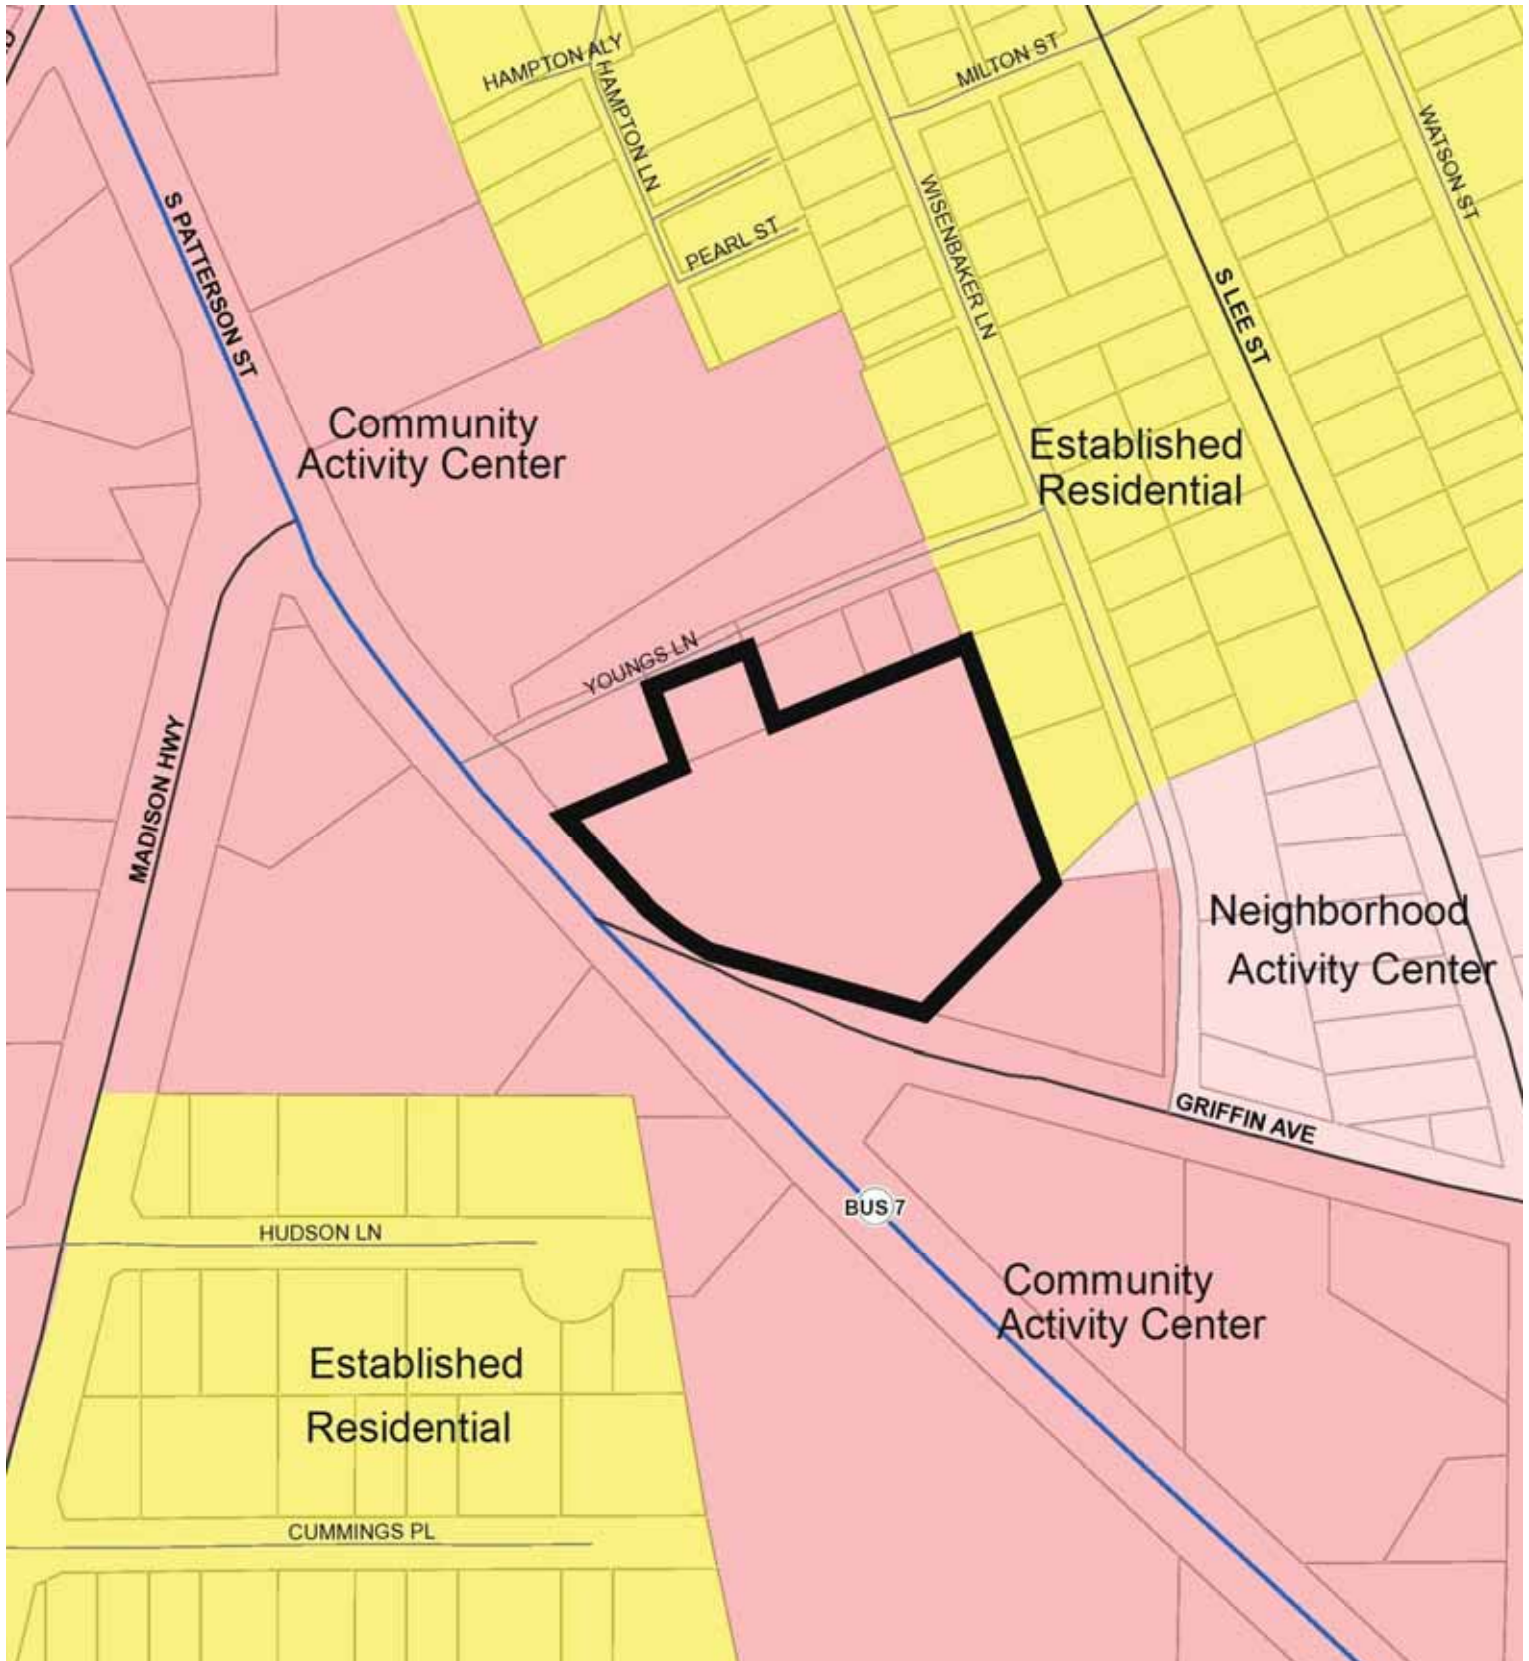 HAMPTON ALY
MILTON ST
HAMPTON LN
WATSON ST
PEARL ST
WISENBAKER LN
S PATTERSON ST
S LEE ST
Community
Activity Center
Established
Residential
YOUNGS LN
MADISON HWY
Neighborhood
Activity Center
GRIFFIN AVE
BUS 7
HUDSON LN
Community
Activity Center
Established
Residential
CUMMINGS PL